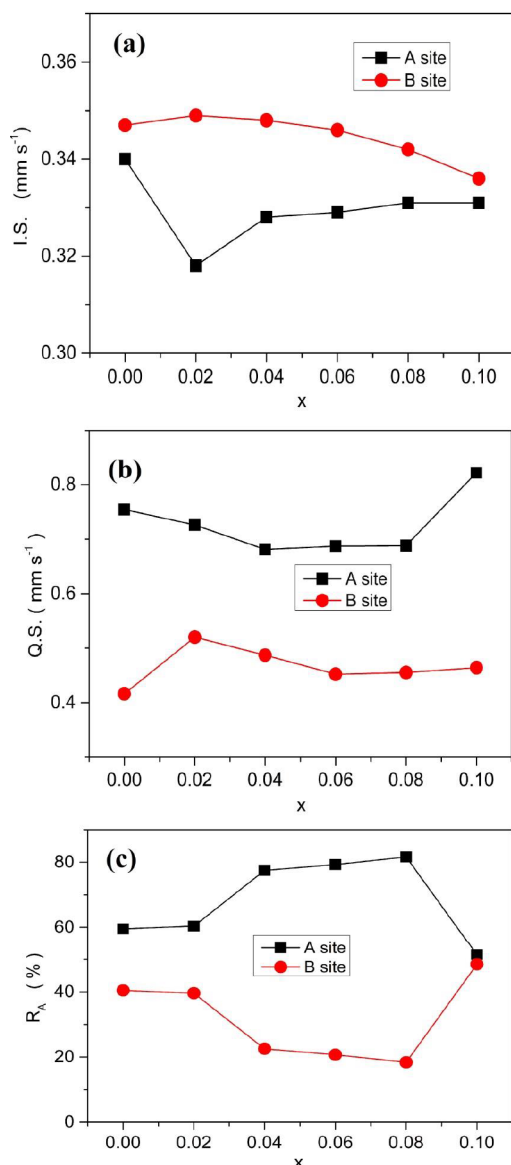 (a)
A site
B site
0.36
0.34
0.32
0.30
I.S. (mm s-1)
0.00 0.02 0.04 0.06 0.08 0.10
x
(b)
0.8
0.6
0.4
A site
B site
Q.S. ( mm s-1)
0.00 0.02 0.04 0.06 0.08 0.10
x
(c)
80
60
40
20
0
A site
B site
RA ( % )
0.00 0.02 0.04 0.06 0.08 0.10
x